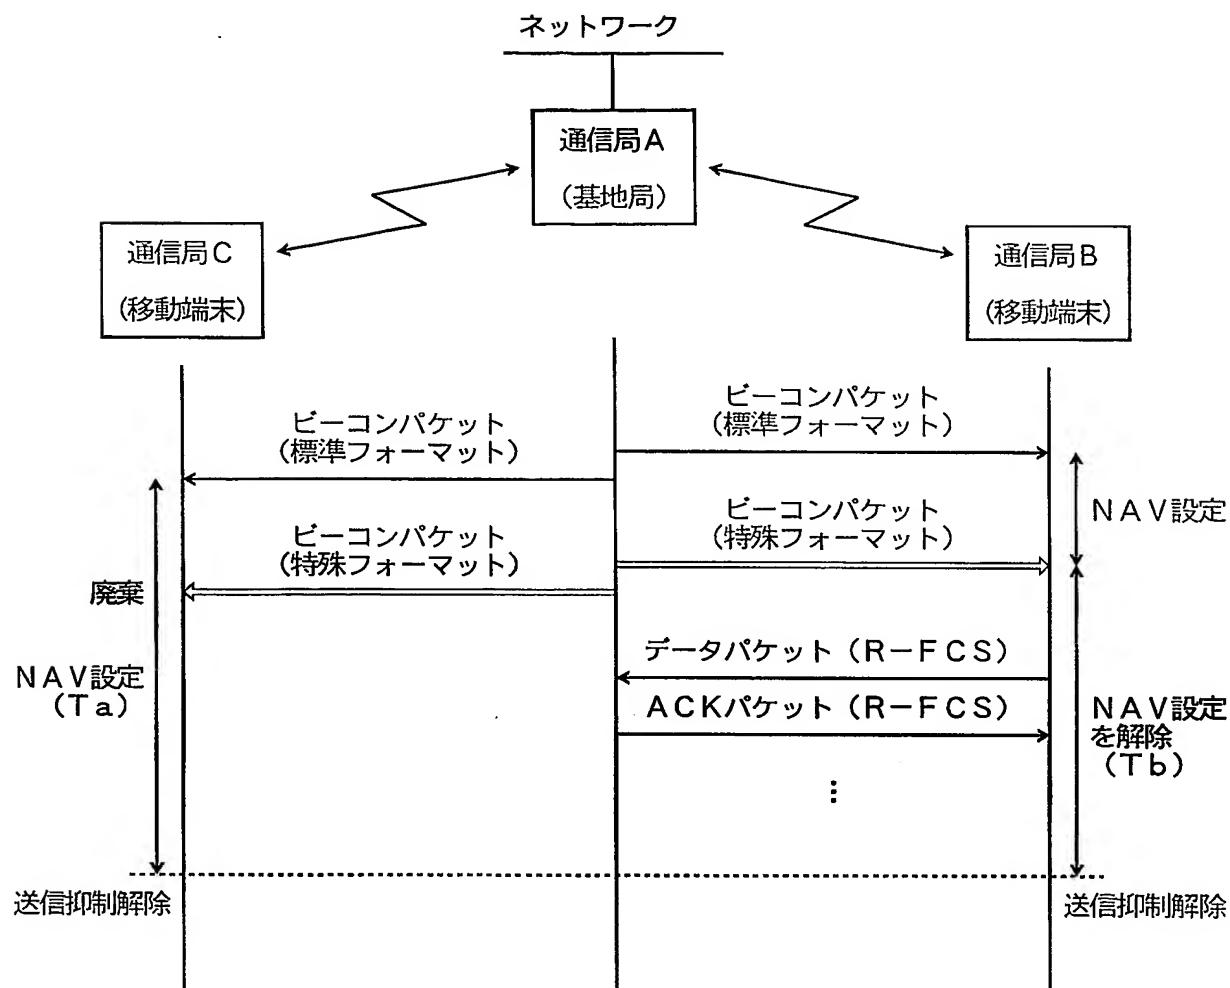 ネットワーク
通信局A
(基地局)
通信局C
(移動端末)
通信局B
(移動端末)
ビーコンパケット
(標準フォーマット)
ビーコンパケット
(標準フォーマット)
NAV設定
ビーコンパケット
(特殊フォーマット)
ビーコンパケット
(特殊フォーマット)
廃棄
NAV設定
(Ta)
データパケット(R-FCS)
ACKパケット(R-FCS)
NAV設定
を解除
(Tb)
送信抑制解除
送信抑制解除